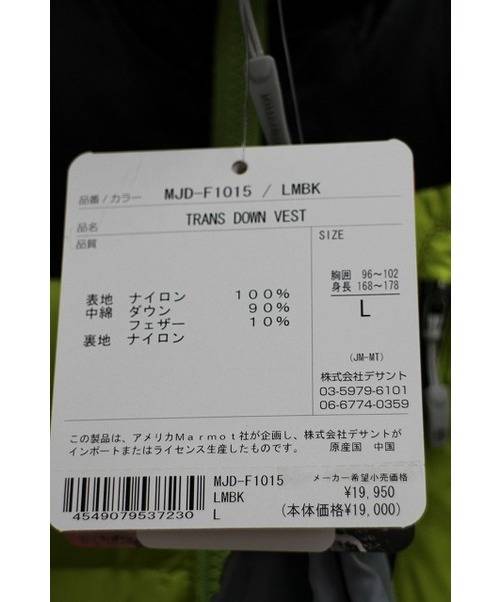 品番/カラー MJD-F1015 / LMBK
品名 TRANS DOWN VEST
品質
SIZE
表地 ナイロン 100%
中綿 ダウン 90%
フェザー 10%
裏地 ナイロン
胸囲 96~102
身長 168~178
L
(JM-MT)
株式会社デサント
03-5979-6101
06-6774-0359
この製品は、アメリカMarmot社が企画し、株式会社デサントが
インポートまたはライセンス生産したものです。 原産国 中国
MJD-F1015
LMBK
L
4549079537230
メーカー希望小売価格
¥19,950
(本体価格¥19,000)